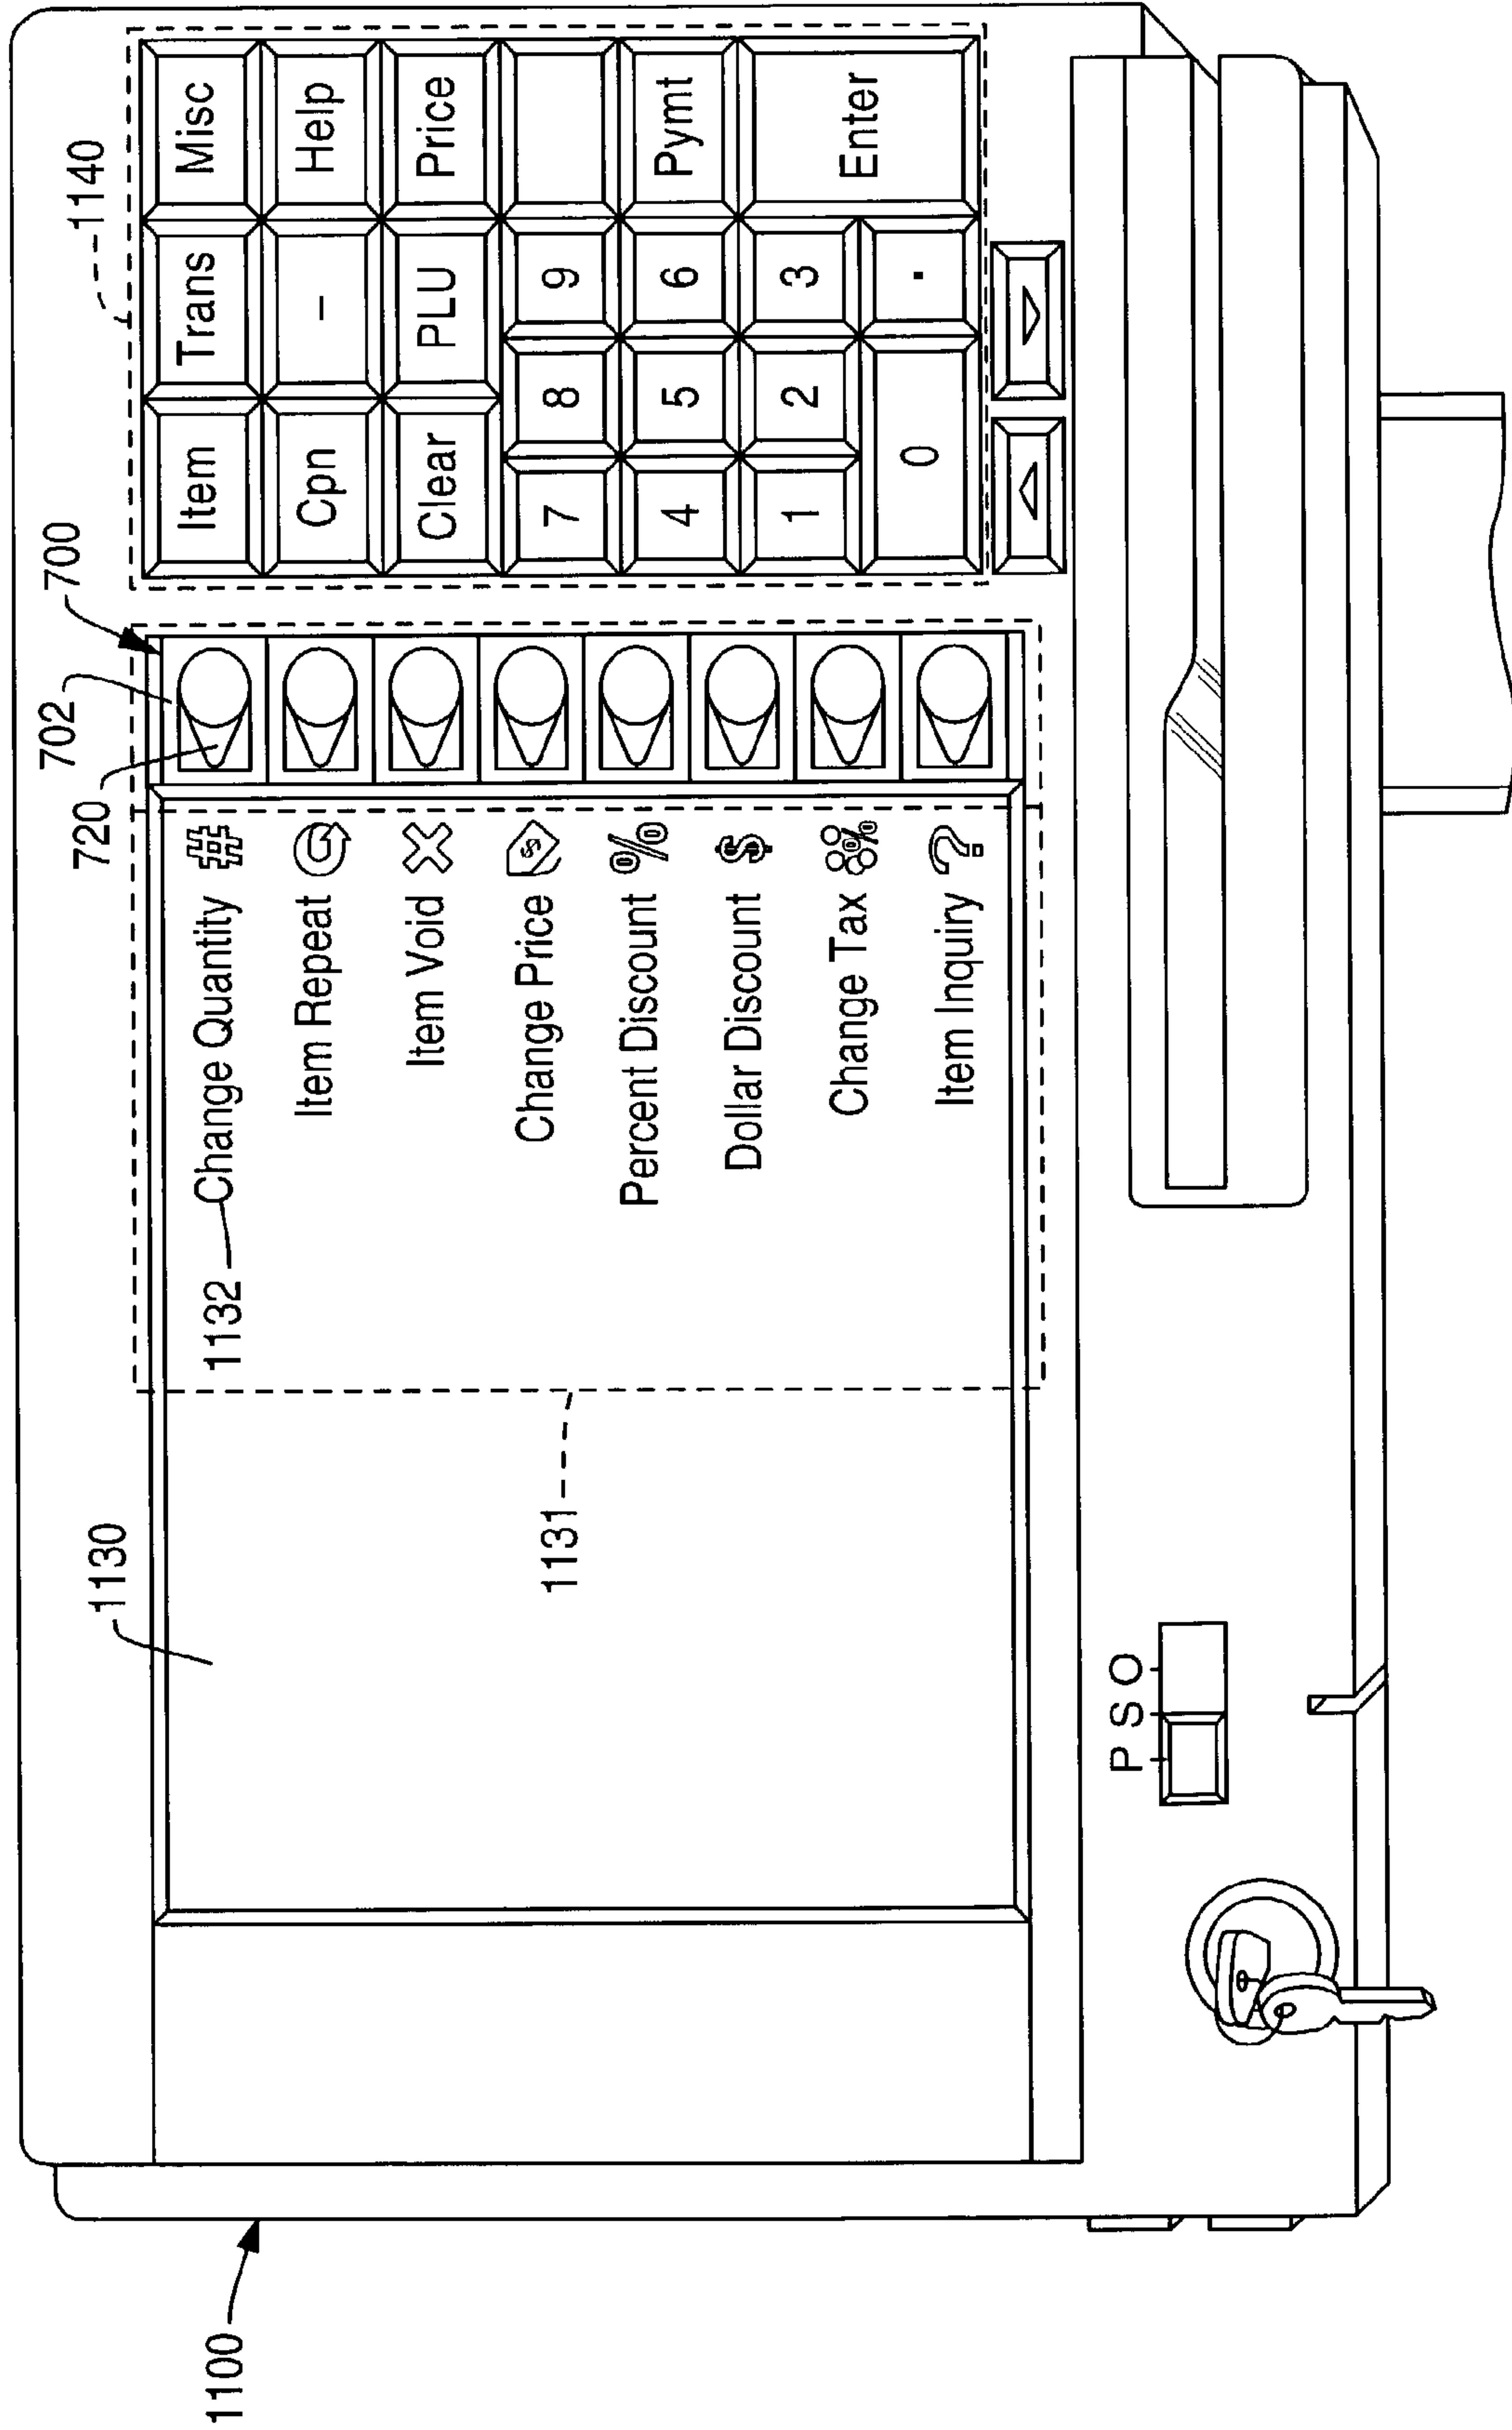 1100
1130
1131
1132
Change Quantity #
Item Repeat
Item Void
Change Price $
Percent Discount %
Dollar Discount $
Change Tax %
Item Inquiry ?
720
702
700
1140
Item Trans Misc
Cpn – Help
Clear PLU Price
7 8 9
4 5 6 Pymt
1 2 3 Enter
0 .
P S O